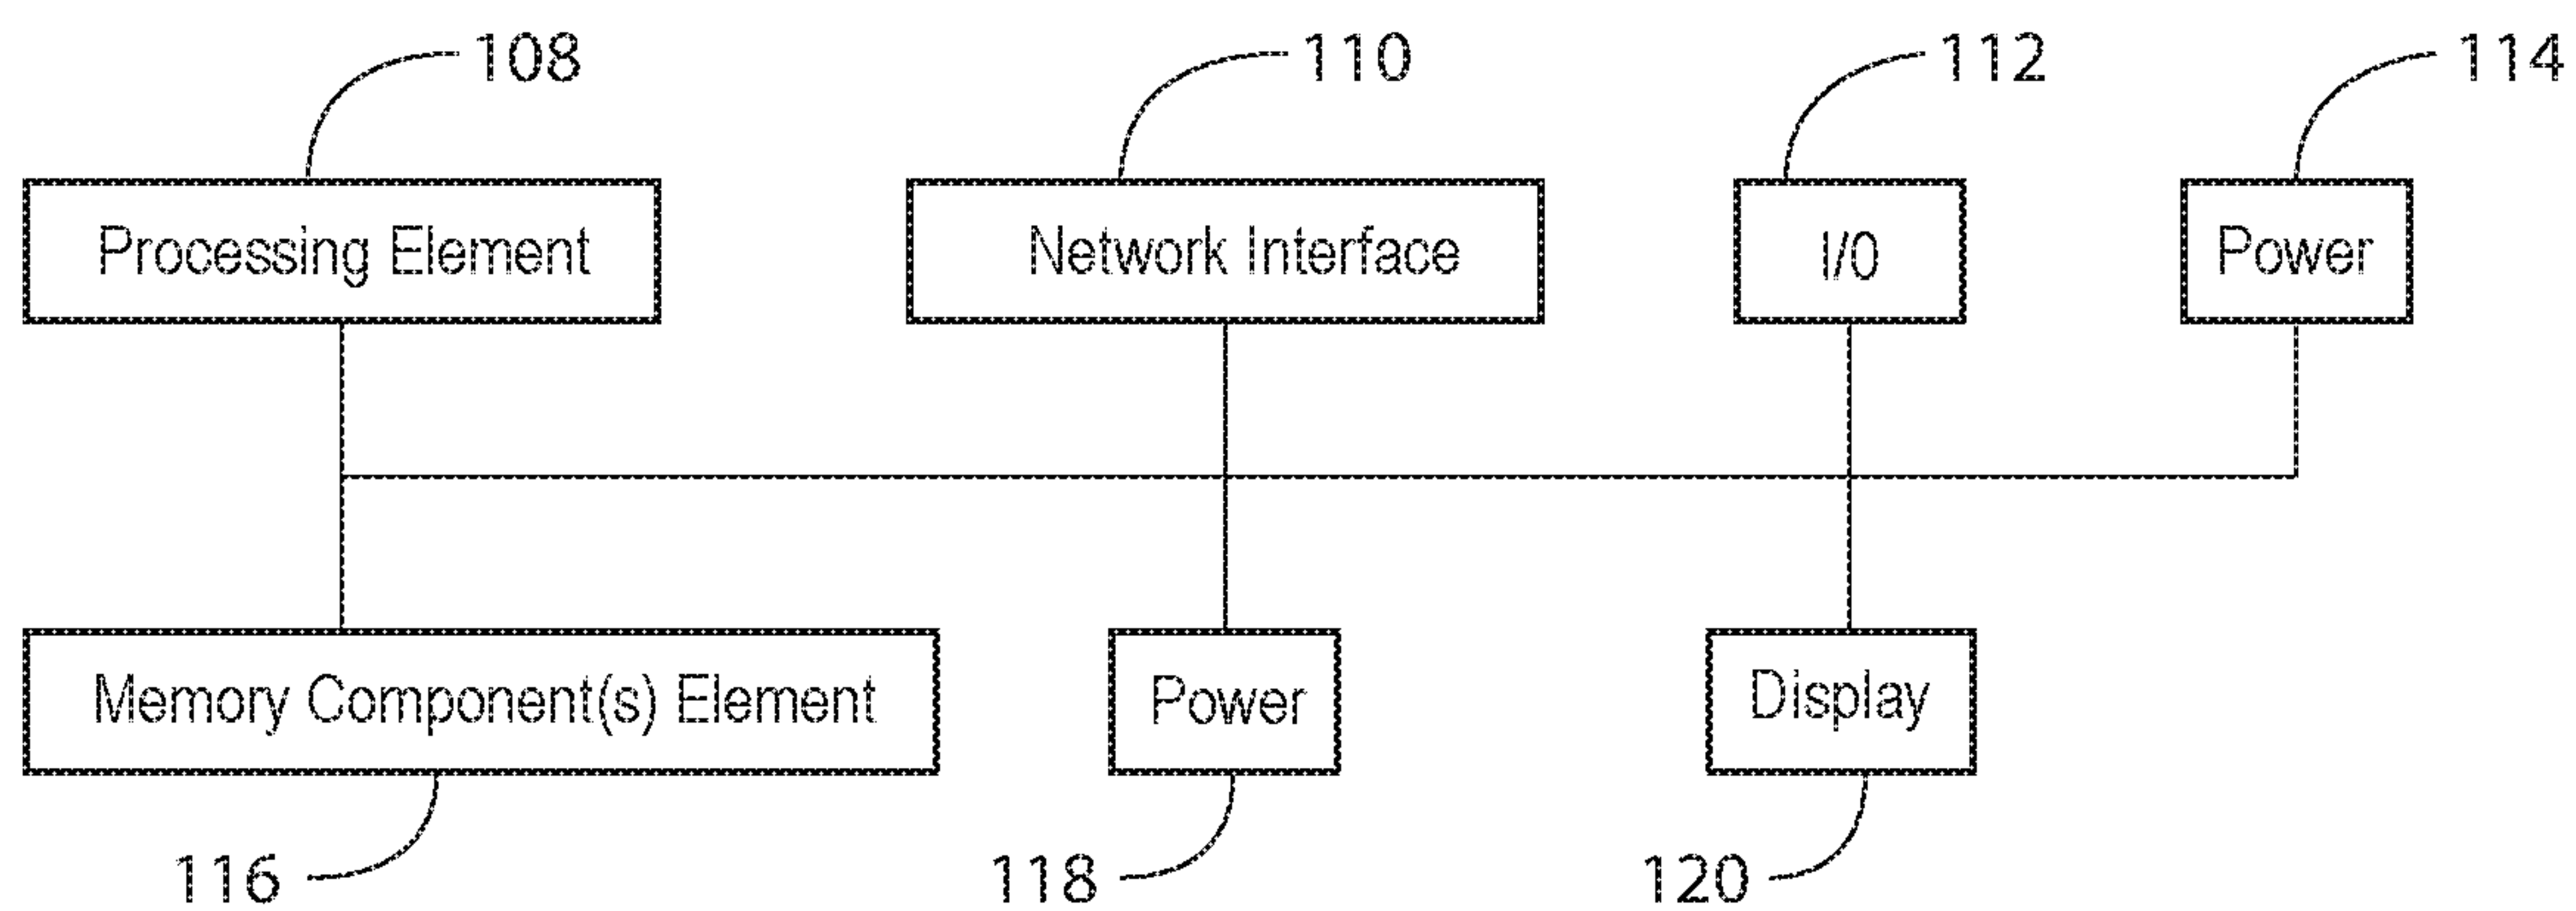 108
110
112
114
Processing Element
Network Interface
I/0
Power
Memory Component(s) Element
Power
Display
116
118
120